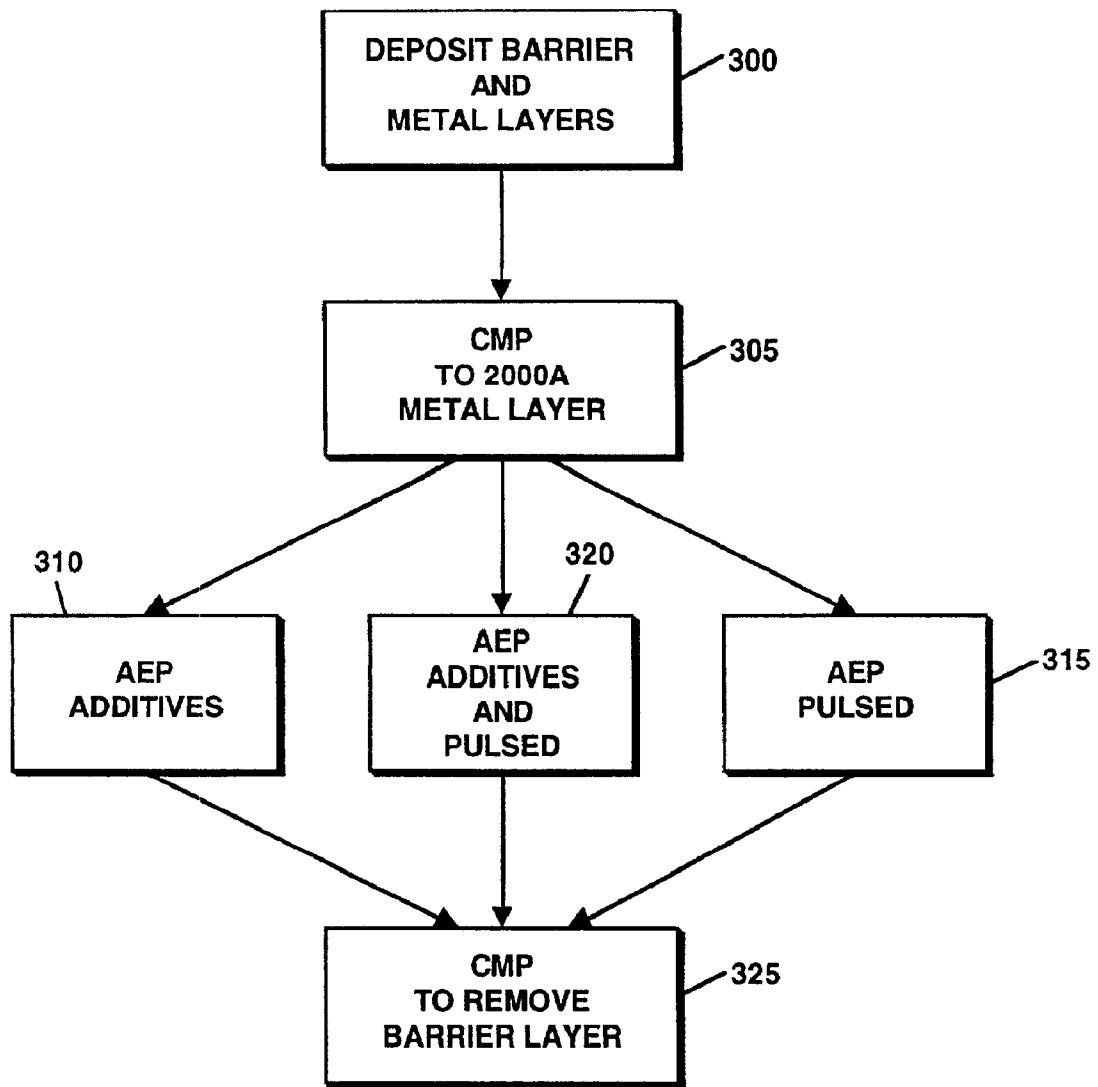 DEPOSIT BARRIER
AND
METAL LAYERS
300
CMP
TO 2000A
METAL LAYER
305
310
AEP
ADDITIVES
320
AEP
ADDITIVES
AND
PULSED
AEP
PULSED
315
CMP
TO REMOVE
BARRIER LAYER
325